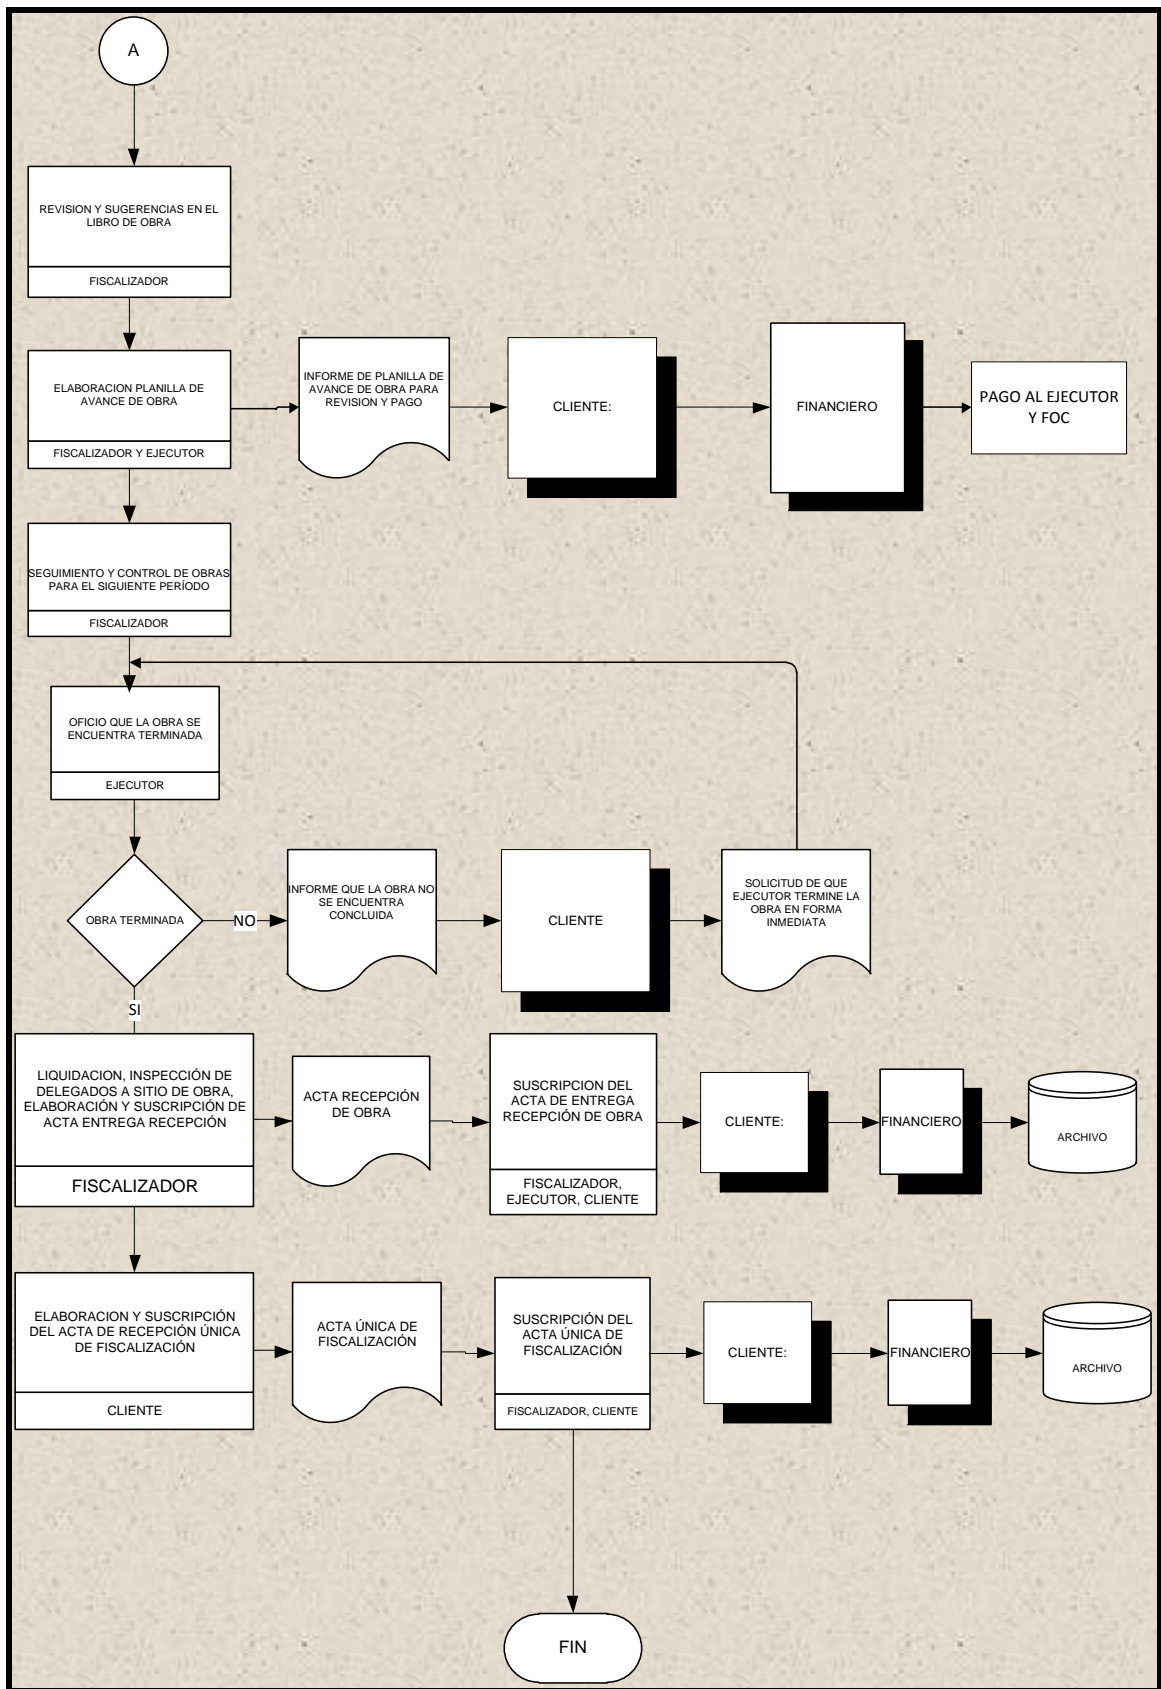 A
REVISION Y SUGERENCIAS EN EL
LIBRO DE OBRA
FISCALIZADOR
ELABORACION PLANILLA DE
AVANCE DE OBRA
FISCALIZADOR Y EJECUTOR
INFORME DE PLANILLA DE
AVANCE DE OBRA PARA
REVISION Y PAGO
CLIENTE:
FINANCIERO
PAGO AL EJECUTOR
Y FOC
SEGUIMIENTO Y CONTROL DE OBRAS
PARA EL SIGUIENTE PERÍODO
FISCALIZADOR
OFICIO QUE LA OBRA SE
ENCUENTRA TERMINADA
EJECUTOR
OBRA TERMINADA
NO
INFORME QUE LA OBRA NO
SE ENCUENTRA
CONCLUIDA
CLIENTE
SOLICITUD DE QUE
EJECUTOR TERMINE LA
OBRA EN FORMA
INMEDIATA
SI
LIQUIDACION, INSPECCIÓN DE
DELEGADOS A SITIO DE OBRA,
ELABORACIÓN Y SUSCRIPCIÓN DE
ACTA ENTREGA RECEPCIÓN
FISCALIZADOR
ACTA RECEPCIÓN
DE OBRA
SUSCRIPCION DEL
ACTA DE ENTREGA
RECEPCIÓN DE OBRA
FISCALIZADOR,
EJECUTOR, CLIENTE
CLIENTE:
FINANCIERO
ARCHIVO
ELABORACION Y SUSCRIPCIÓN
DEL ACTA DE RECEPCIÓN ÚNICA
DE FISCALIZACIÓN
CLIENTE
ACTA ÚNICA DE
FISCALIZACIÓN
SUSCRIPCIÓN DEL
ACTA ÚNICA DE
FISCALIZACIÓN
FISCALIZADOR, CLIENTE
CLIENTE:
FINANCIERO
ARCHIVO
FIN